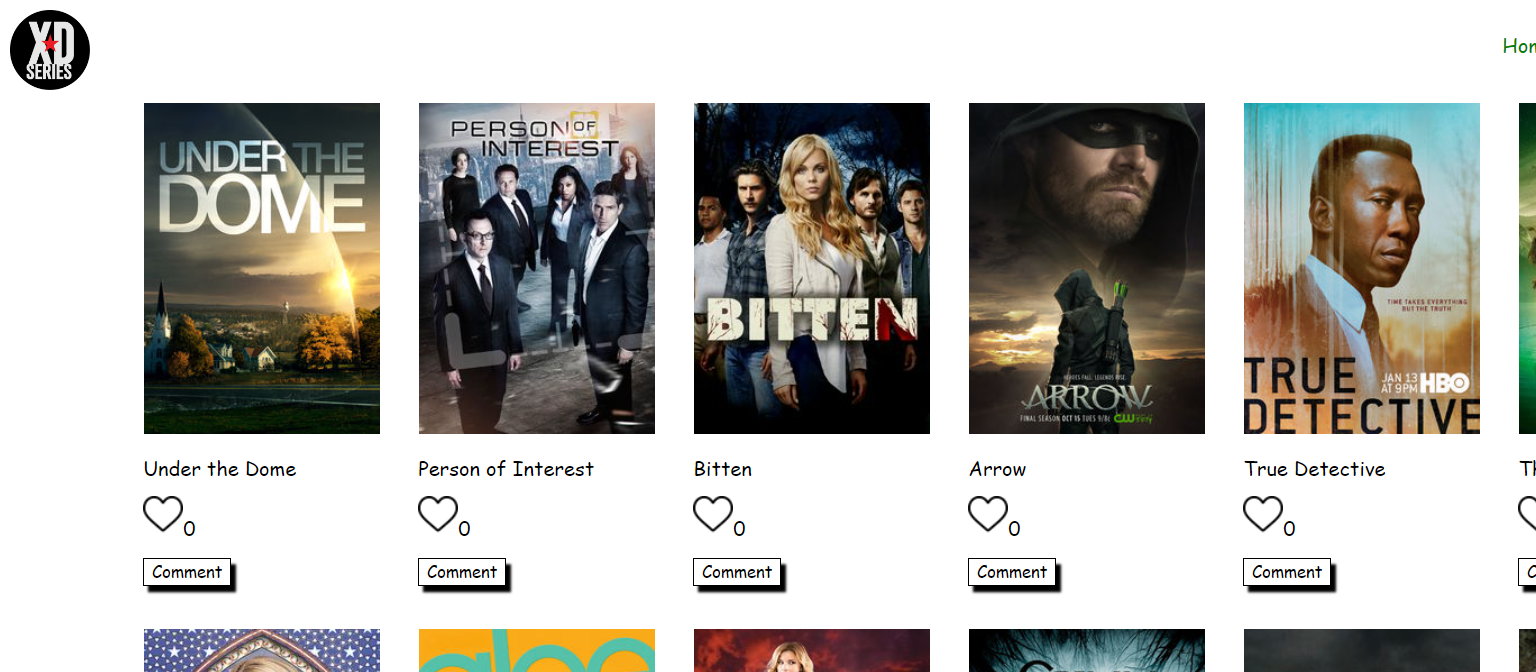 XD
SERIES
Hom
UNDER THE
DOME
PERSON OF
INTEREST
BITTEN
HEROES FALL. LEGENDS RISE.
ARROW
FINAL SEASON OCT 15 TUES 9/8c CW
TIME TAKES EVERYTHING
BUT THE TRUTH
TRUE
DETECTIVE
JAN 13
AT 9PM HBO
Under the Dome
Person of Interest
Bitten
Arrow
True Detective
Th
0
0
0
0
0
Comment
Comment
Comment
Comment
Comment
C
glee